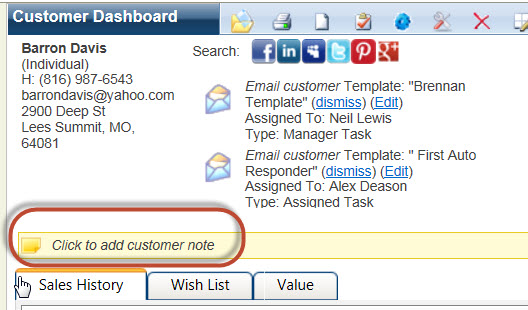 Customer Dashboard
Barron Davis
(Individual)
H: (816) 987-6543
barrondavis@yahoo.com
2900 Deep St
Lees Summit, MO,
64081
Search:
Email customer Template: "Brennan
Template" (dismiss) (Edit)
Assigned To: Neil Lewis
Type: Manager Task
Email customer Template: " First Auto
Responder" (dismiss) (Edit)
Assigned To: Alex Deason
Type: Assigned Task
Click to add customer note
Sales History
Wish List
Value